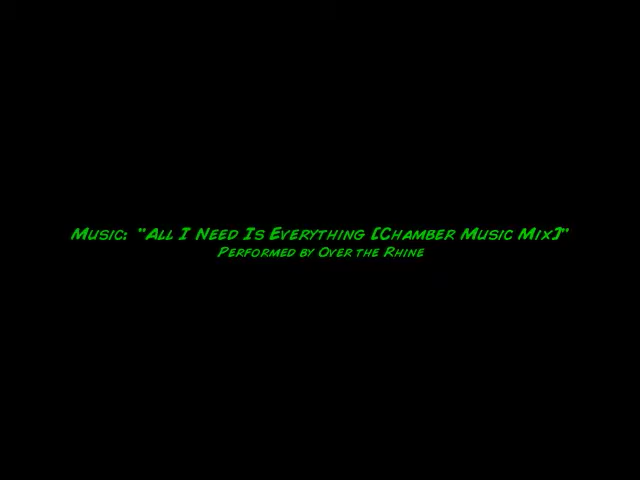 Music: "All I Need Is Everything [Chamber Music Mix]"
Performed by Over the Rhine